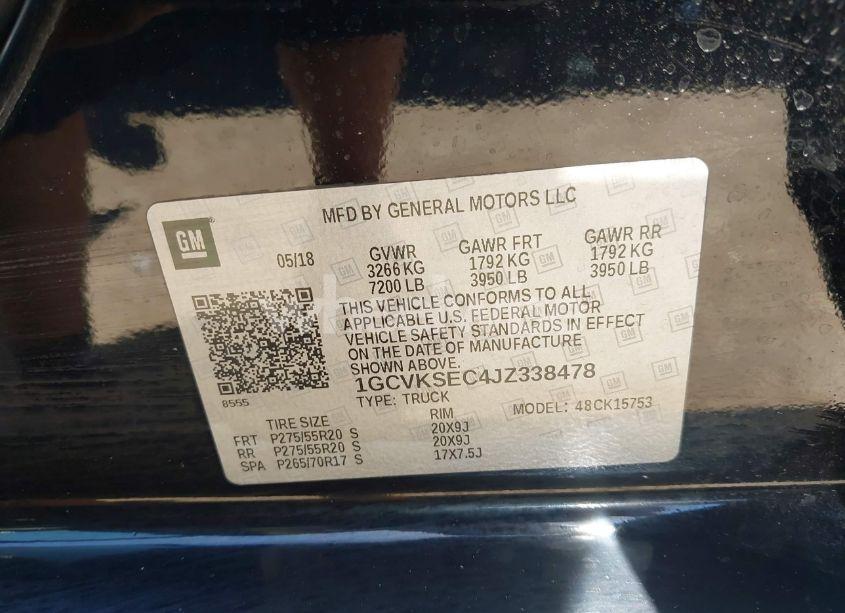 MFD BY GENERAL MOTORS LLC
GM
05/18
GVWR
3266 KG
7200 LB
GAWR FRT
1792 KG
3950 LB
GAWR RR
1792 KG
3950 LB
THIS VEHICLE CONFORMS TO ALL
APPLICABLE U.S. FEDERAL MOTOR
VEHICLE SAFETY STANDARDS IN EFFECT
ON THE DATE OF MANUFACTURE
SHOWN ABOVE.
1GCVKSEC4JZ338478
8555
TYPE: TRUCK
MODEL: 48CK15753
TIRE SIZE RIM
FRT P275/55R20 S 20X9J
RR P275/55R20 S 20X9J
SPA P265/70R17 S 17X7.5J